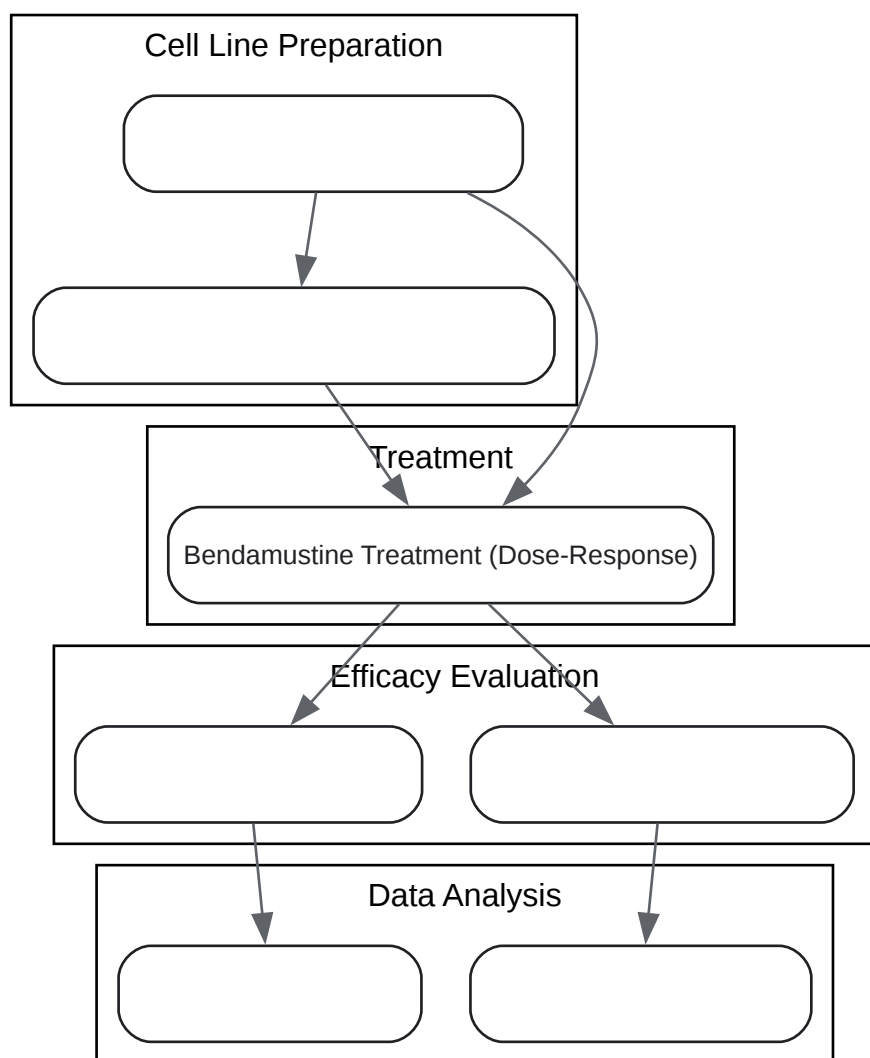 Cell Line Preparation
Treatment
Bendamustine Treatment (Dose-Response)
Efficacy Evaluation
Data Analysis